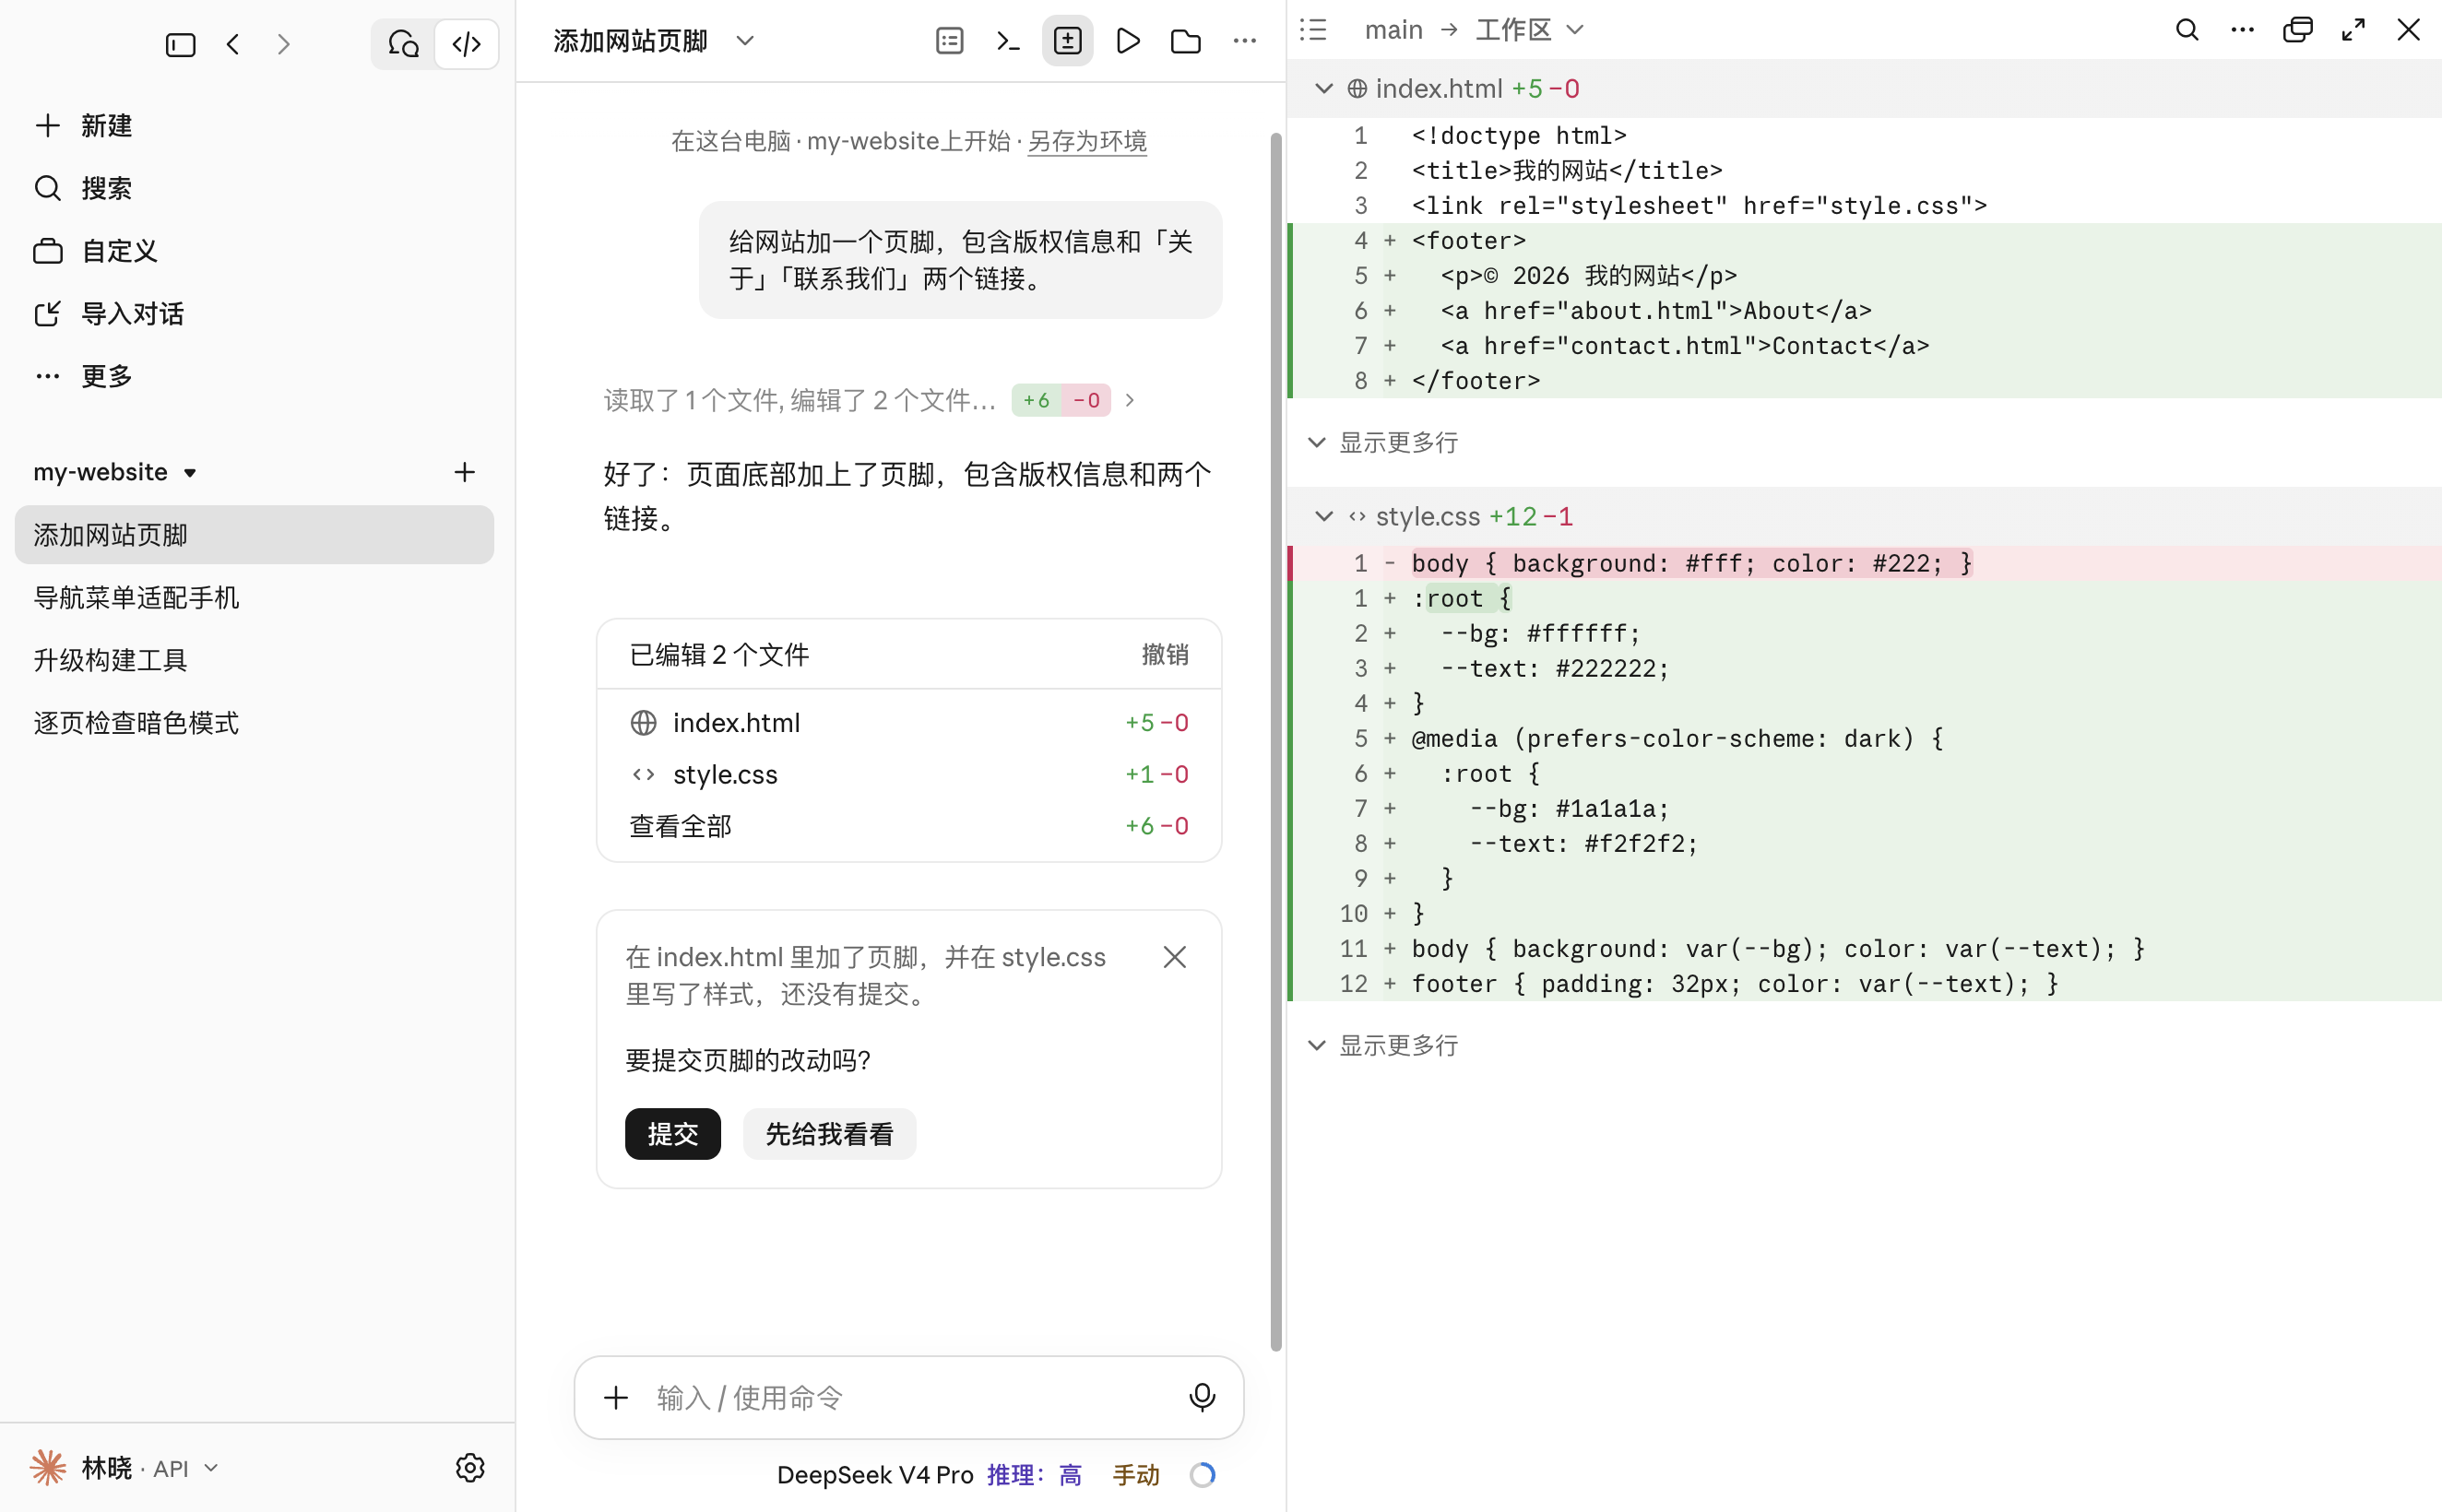 新建
搜索
自定义
导入对话
更多
my-website
添加网站页脚
导航菜单适配手机
升级构建工具
逐页检查暗色模式
林晓 · API
添加网站页脚
在这台电脑 · my-website上开始 · 另存为环境
给网站加一个页脚，包含版权信息和「关
于」「联系我们」两个链接。
读取了 1 个文件, 编辑了 2 个文件… +6 -0
好了：页面底部加上了页脚，包含版权信息和两个
链接。
已编辑 2 个文件 撤销
index.html +5 -0
style.css +1 -0
查看全部 +6 -0
在 index.html 里加了页脚，并在 style.css
里写了样式，还没有提交。
要提交页脚的改动吗？
提交 先给我看看
输入 / 使用命令
DeepSeek V4 Pro 推理：高 手动
main → 工作区
index.html +5 -0
1 <!doctype html>
2 <title>我的网站</title>
3 <link rel="stylesheet" href="style.css">
4 + <footer>
5 + <p>© 2026 我的网站</p>
6 + <a href="about.html">About</a>
7 + <a href="contact.html">Contact</a>
8 + </footer>
显示更多行
style.css +12 -1
1 - body { background: #fff; color: #222; }
1 + :root {
2 + --bg: #ffffff;
3 + --text: #222222;
4 + }
5 + @media (prefers-color-scheme: dark) {
6 + :root {
7 + --bg: #1a1a1a;
8 + --text: #f2f2f2;
9 + }
10 + }
11 + body { background: var(--bg); color: var(--text); }
12 + footer { padding: 32px; color: var(--text); }
显示更多行